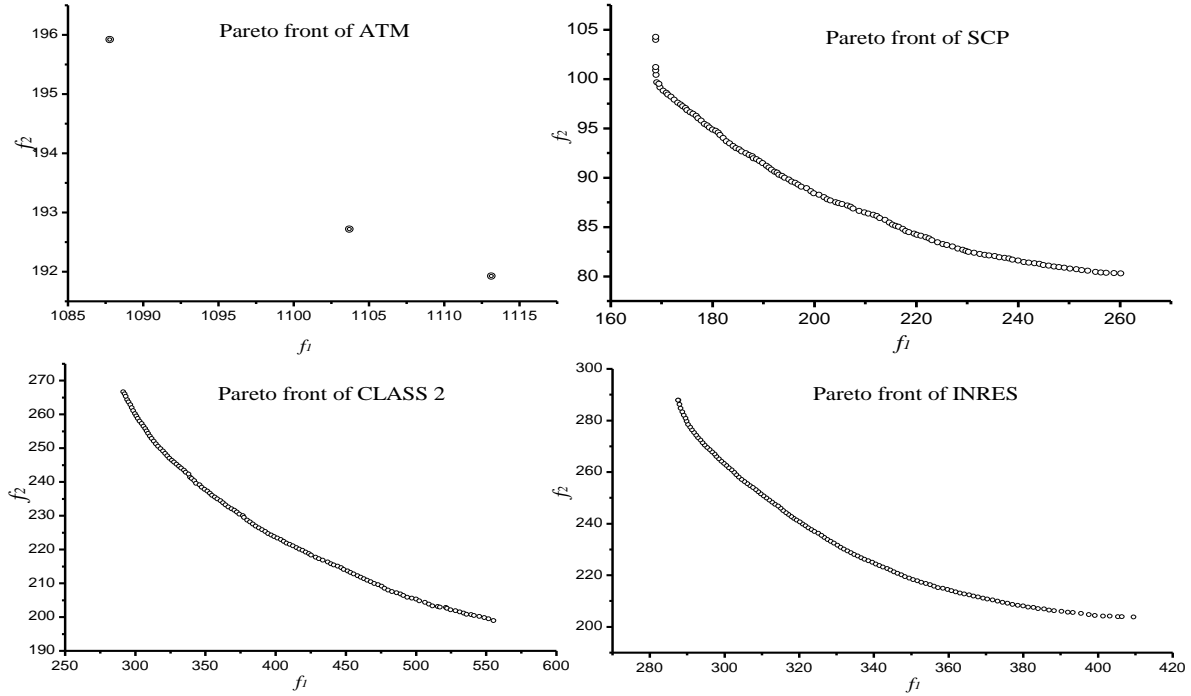 Pareto front of ATM
196
195
194
193
192
f2
1085 1090 1095 1100 1105 1110 1115
f1
Pareto front of SCP
105
100
95
90
85
80
f2
160 180 200 220 240 260
f1
Pareto front of CLASS 2
270
260
250
240
230
220
210
200
190
f2
250 300 350 400 450 500 550 600
f1
Pareto front of INRES
300
280
260
240
220
200
f2
280 300 320 340 360 380 400 420
f1